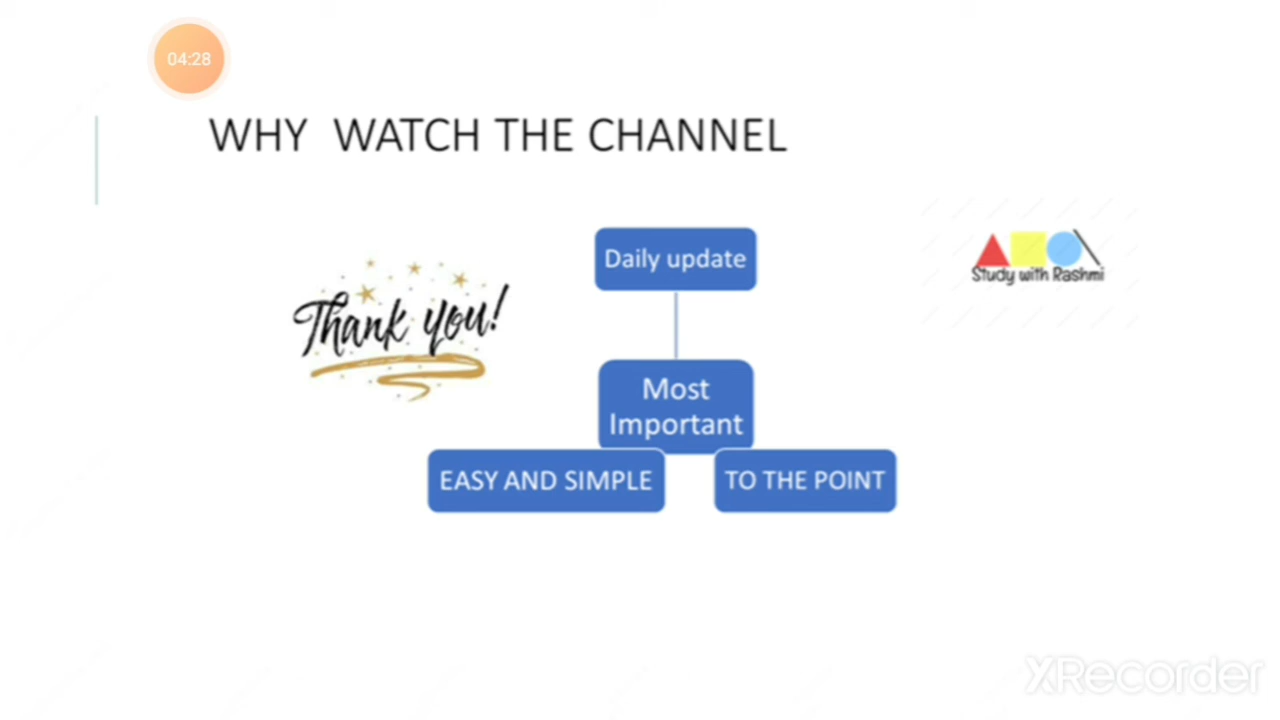 04:28
WHY WATCH THE CHANNEL
Daily update
Thank you!
Study with Rashmi
Most
Important
EASY AND SIMPLE
TO THE POINT
XRecorder